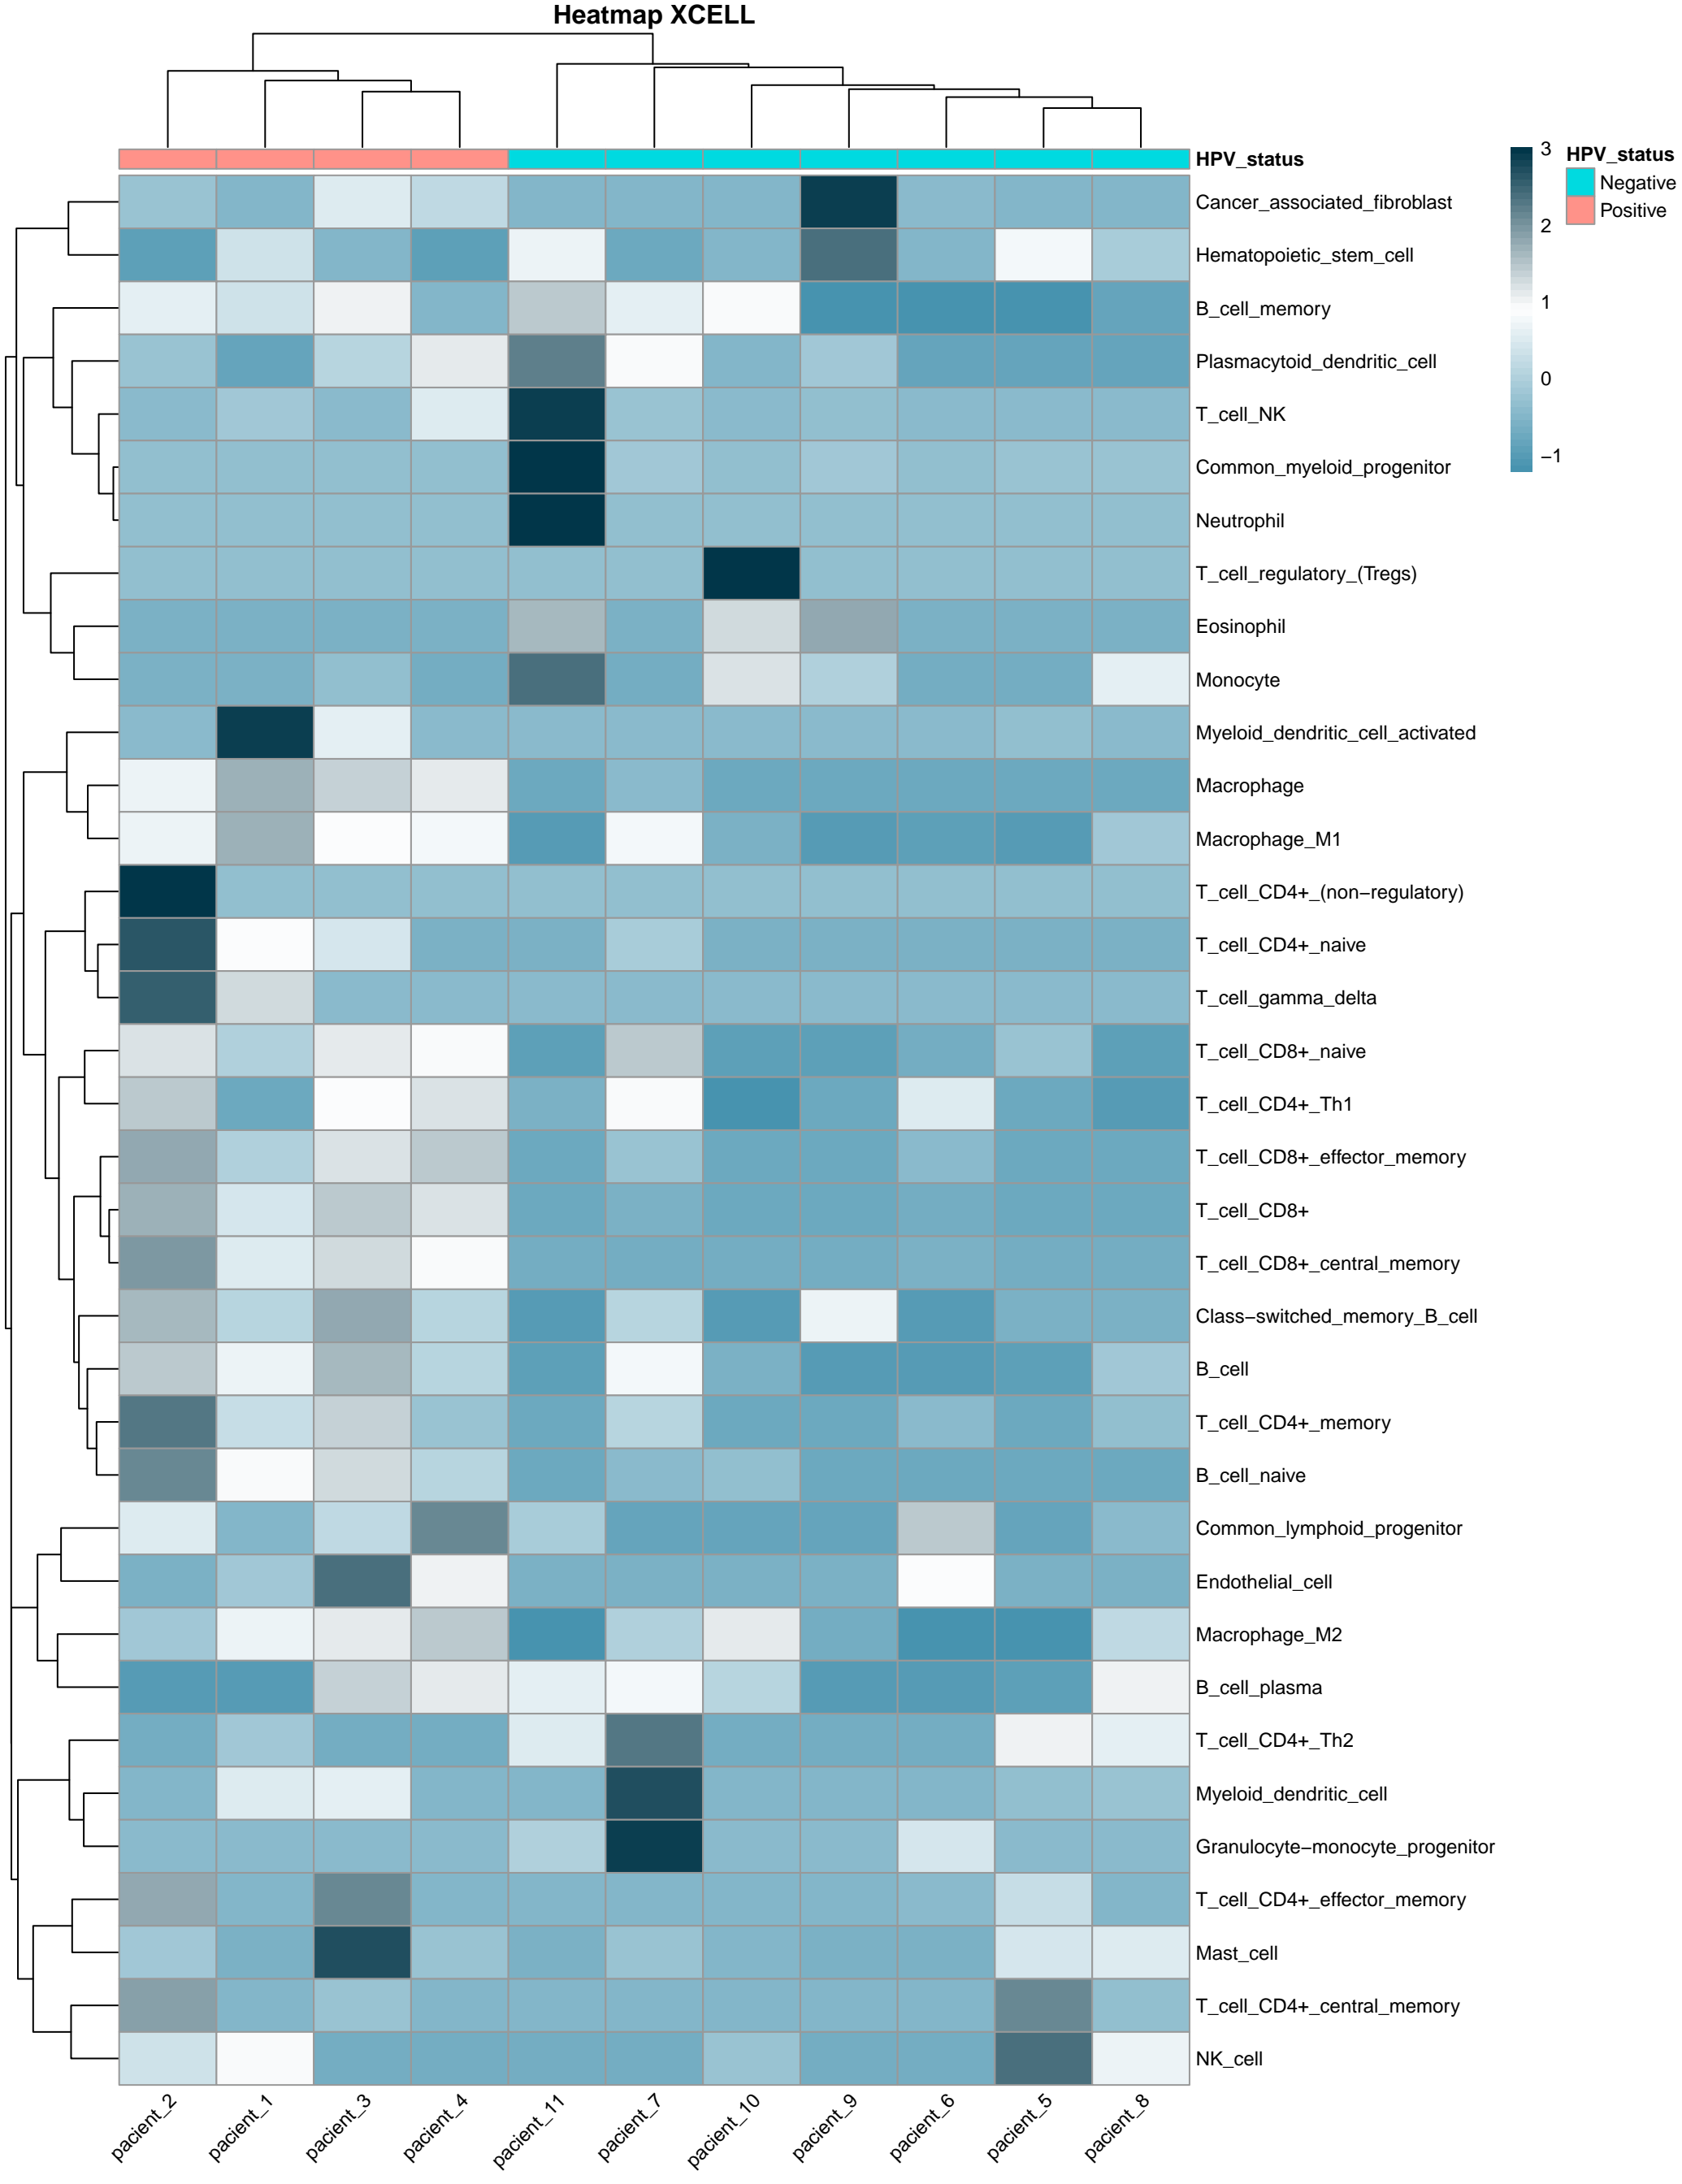 Heatmap XCELL
HPV_status
Cancer_associated_fibroblast
Hematopoietic_stem_cell
B_cell_memory
Plasmacytoid_dendritic_cell
T_cell_NK
Common_myeloid_progenitor
Neutrophil
T_cell_regulatory_(Tregs)
Eosinophil
Monocyte
Myeloid_dendritic_cell_activated
Macrophage
Macrophage_M1
T_cell_CD4+_(non−regulatory)
T_cell_CD4+_naive
T_cell_gamma_delta
T_cell_CD8+_naive
T_cell_CD4+_Th1
T_cell_CD8+_effector_memory
T_cell_CD8+
T_cell_CD8+_central_memory
Class−switched_memory_B_cell
B_cell
T_cell_CD4+_memory
B_cell_naive
Common_lymphoid_progenitor
Endothelial_cell
Macrophage_M2
B_cell_plasma
T_cell_CD4+_Th2
Myeloid_dendritic_cell
Granulocyte−monocyte_progenitor
T_cell_CD4+_effector_memory
Mast_cell
T_cell_CD4+_central_memory
NK_cell
pacient_2
pacient_1
pacient_3
pacient_4
pacient_11
pacient_7
pacient_10
pacient_9
pacient_6
pacient_5
pacient_8
3
2
1
0
−1
HPV_status
Negative
Positive